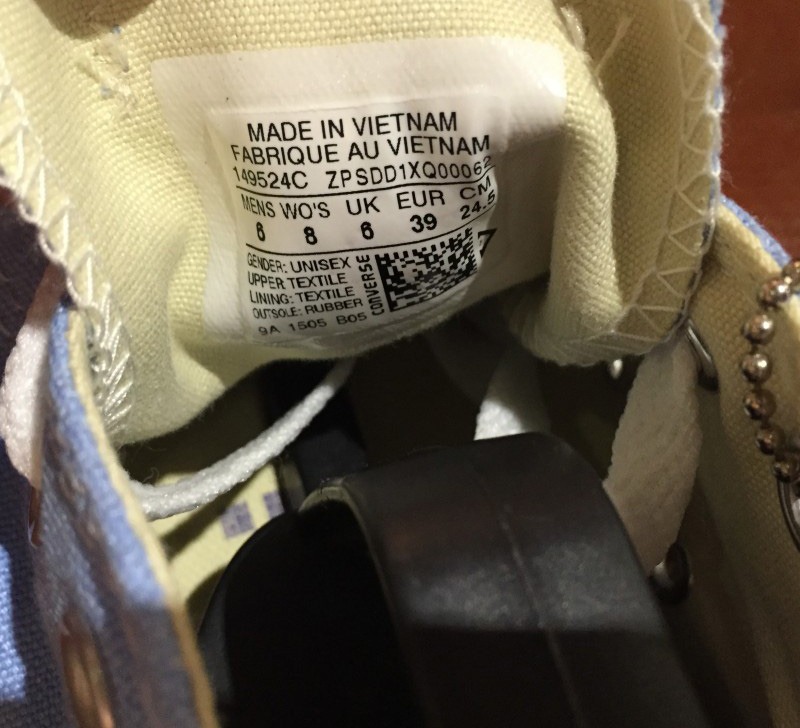 MADE IN VIETNAM
FABRIQUE AU VIETNAM
149524C ZPSDD1XQ00062
MENS WO'S UK EUR CM
6 8 6 39 24.5
GENDER: UNISEX
UPPER TEXTILE
LINING: TEXTILE
OUTSOLE: RUBBER
CONVERSE
9A 1505 B05
7